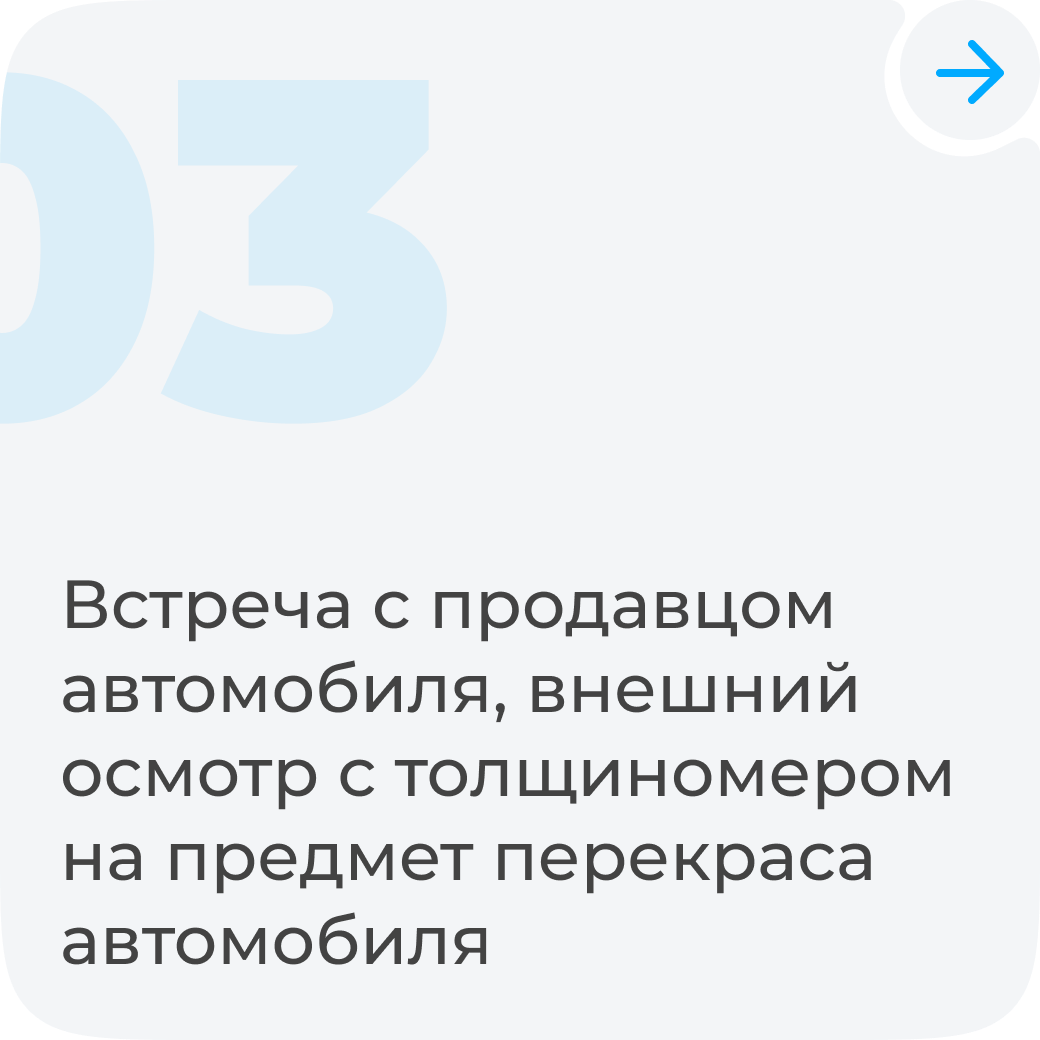 03
Встреча с продавцом
автомобиля, внешний
осмотр с толщиномером
на предмет перекраса
автомобиля